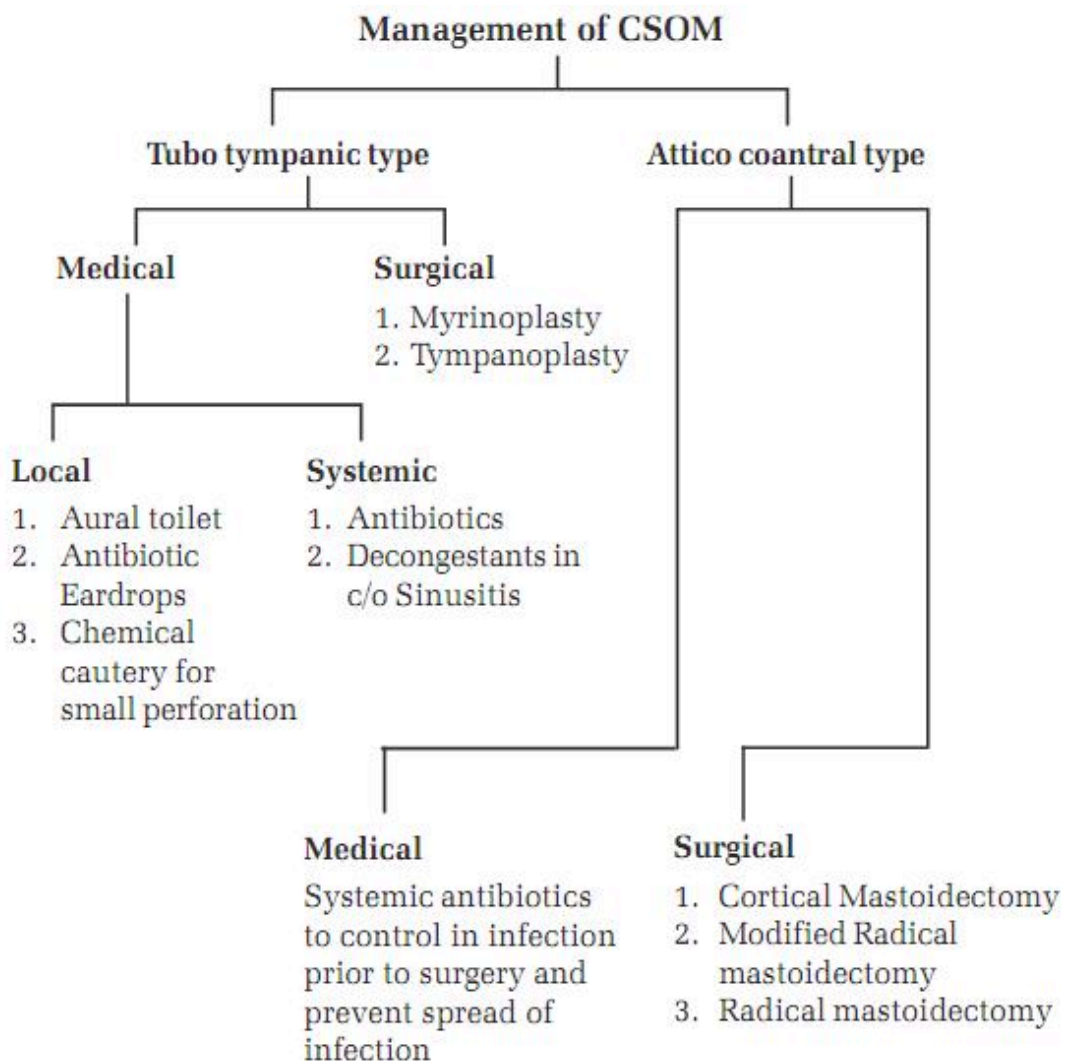 Management of CSOM
Tubo tympanic type
Attico coantral type
Medical
Surgical
1. Myrinoplasty
2. Tympanoplasty
Local
1. Aural toilet
2. Antibiotic
Eardrops
3. Chemical
cautery for
small perforation
Systemic
1. Antibiotics
2. Decongestants in
c/o Sinusitis
Medical
Systemic antibiotics
to control in infection
prior to surgery and
prevent spread of
infection
Surgical
1. Cortical Mastoidectomy
2. Modified Radical
mastoidectomy
3. Radical mastoidectomy